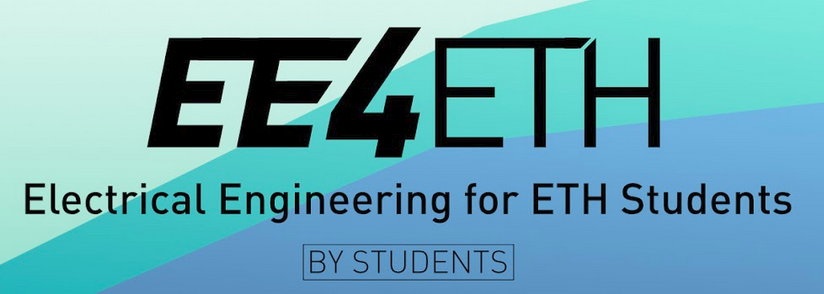 EE4ETH
Electrical Engineering for ETH Students
BY STUDENTS